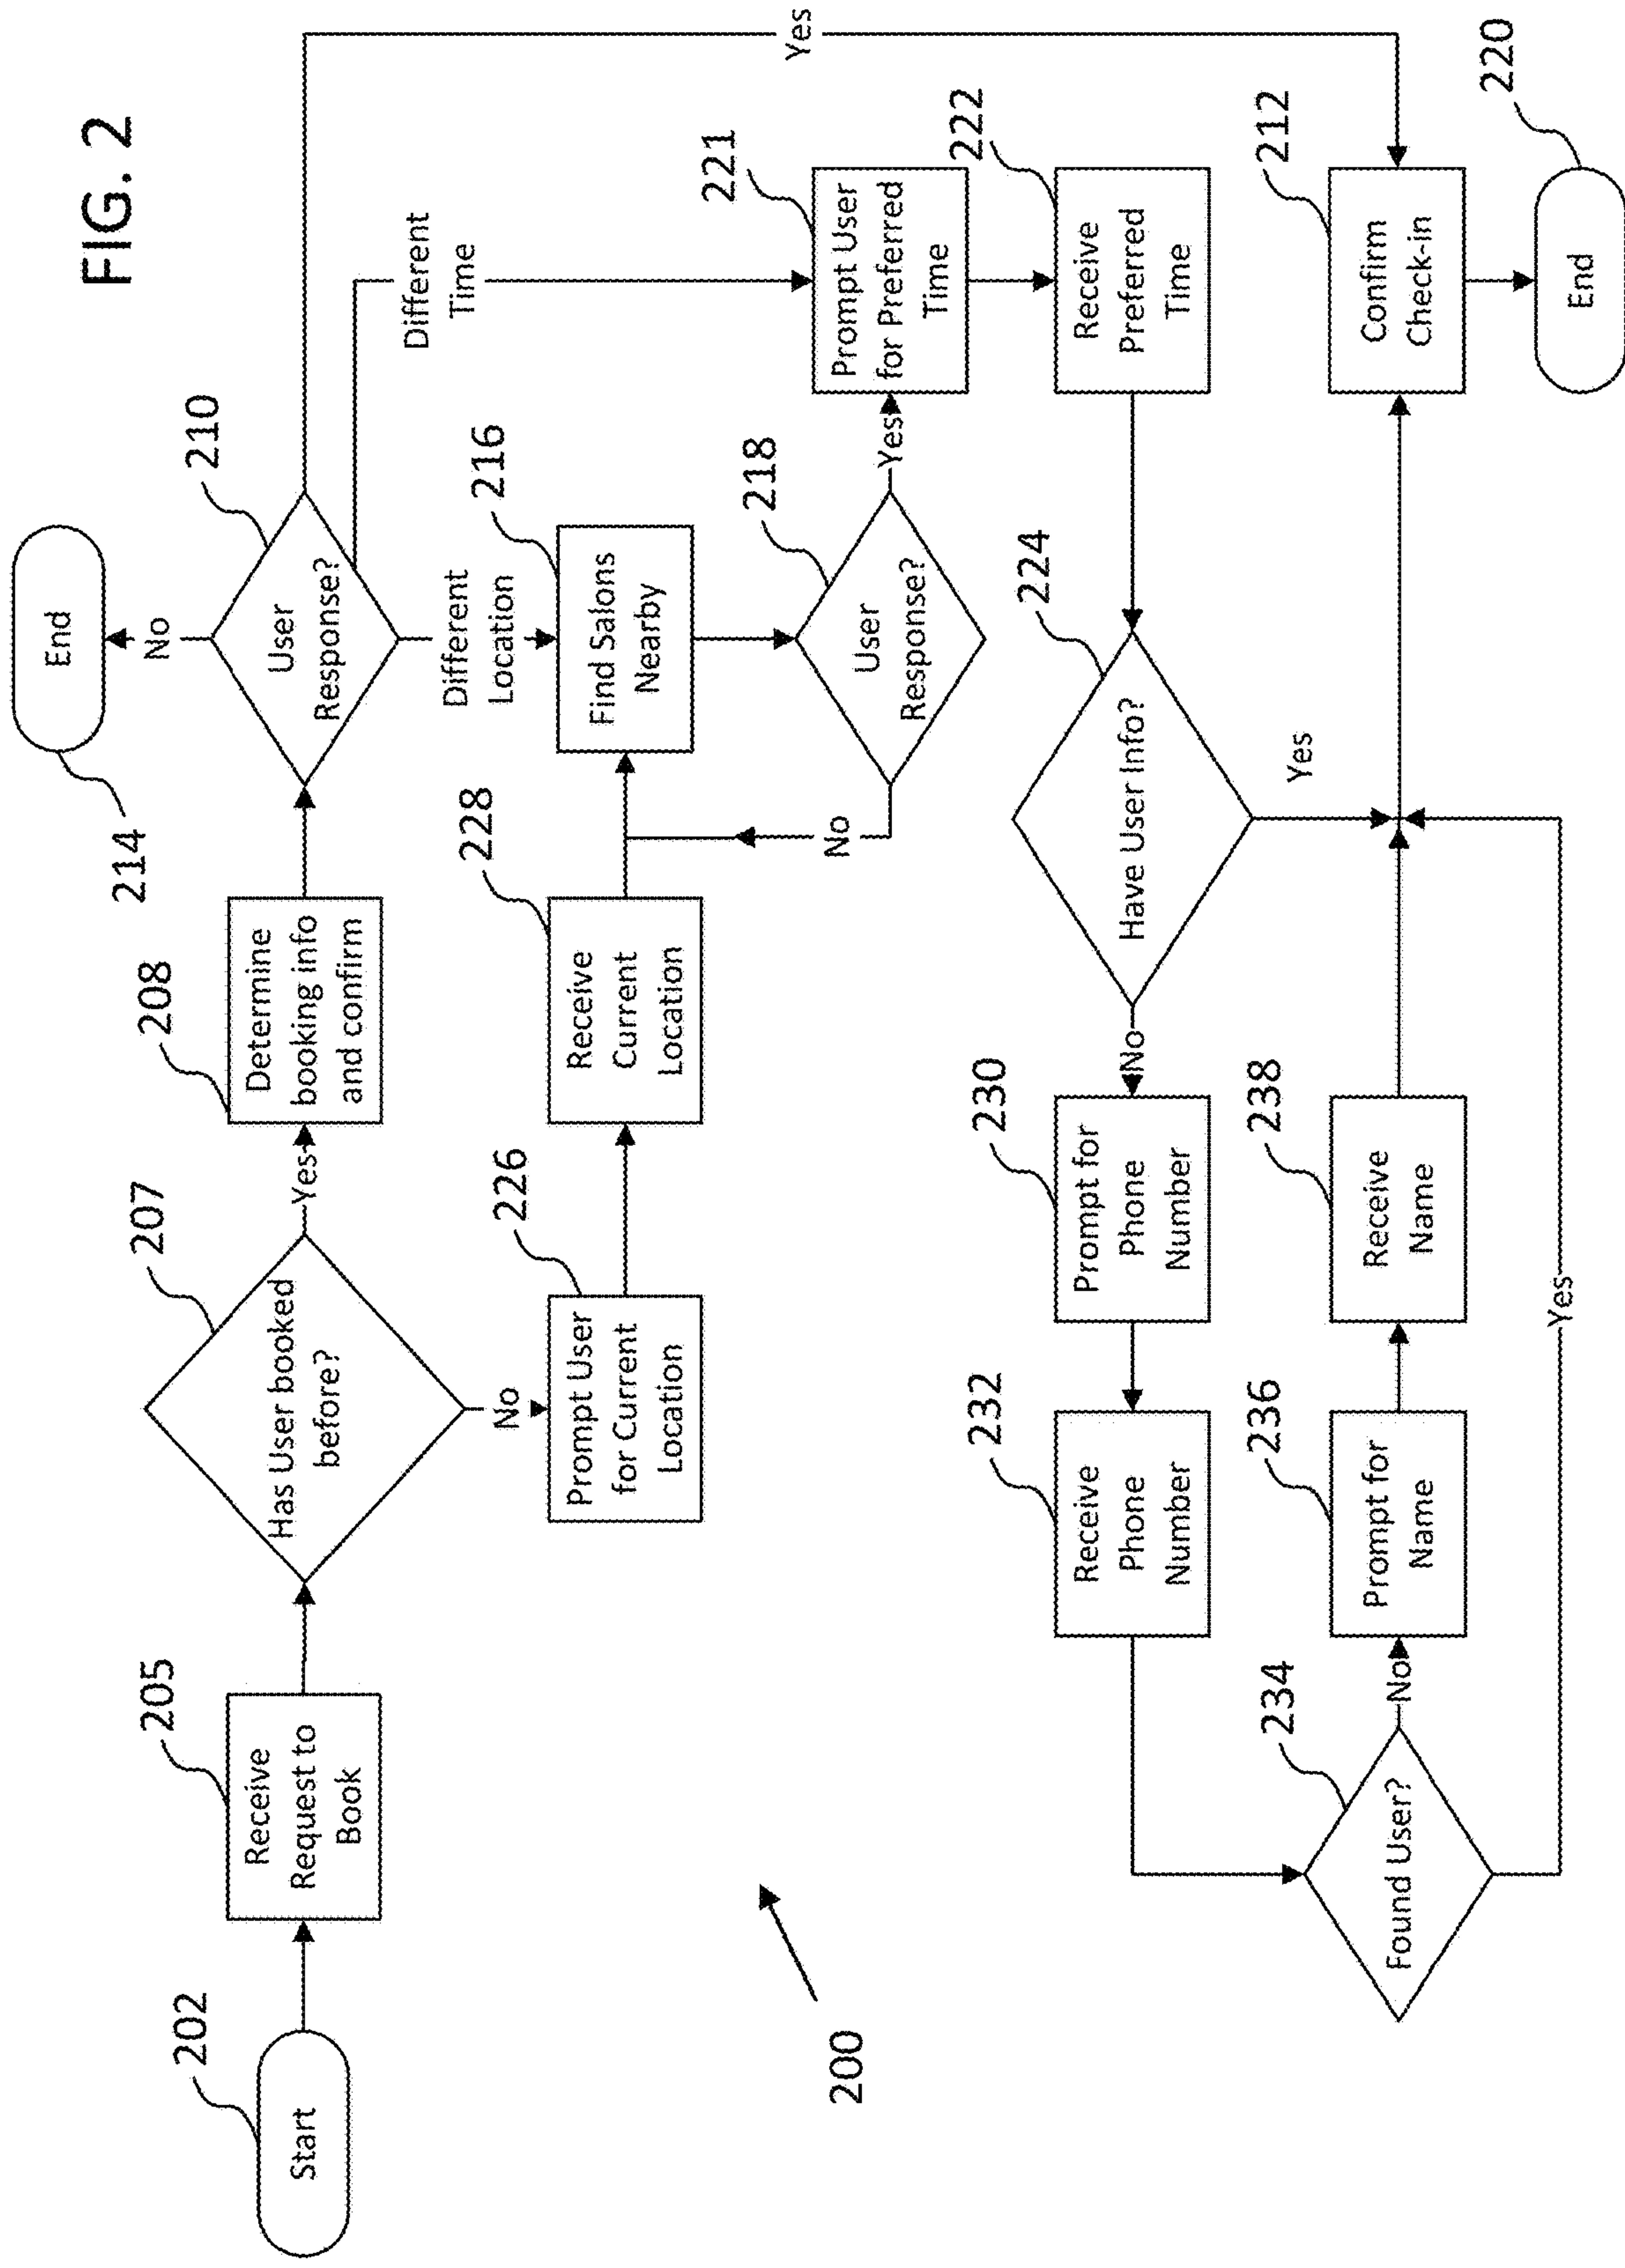 FIG. 2
202
Start
205
Receive
Request to
Book
207
Has User booked
before?
Yes
No
208
Determine
booking info
and confirm
210
User
Response?
No
214
End
Yes
Different
Time
Different
Location
226
Prompt User
for Current
Location
228
Receive
Current
Location
216
Find Salons
Nearby
218
User
Response?
No
Yes
221
Prompt User
for Preferred
Time
222
Receive
Preferred
Time
224
Have User Info?
No
Yes
230
Prompt for
Phone
Number
232
Receive
Phone
Number
234
Found User?
No
Yes
236
Prompt for
Name
238
Receive
Name
212
Confirm
Check-in
220
End
200